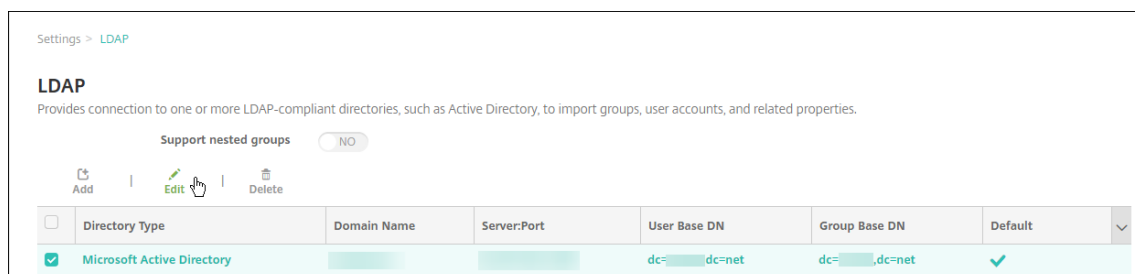 Settings > LDAP
LDAP
Provides connection to one or more LDAP-compliant directories, such as Active Directory, to import groups, user accounts, and related properties.
Support nested groups NO
Add | Edit | Delete
Directory Type Domain Name Server:Port User Base DN Group Base DN Default
Microsoft Active Directory dc= dc=net dc= ,dc=net